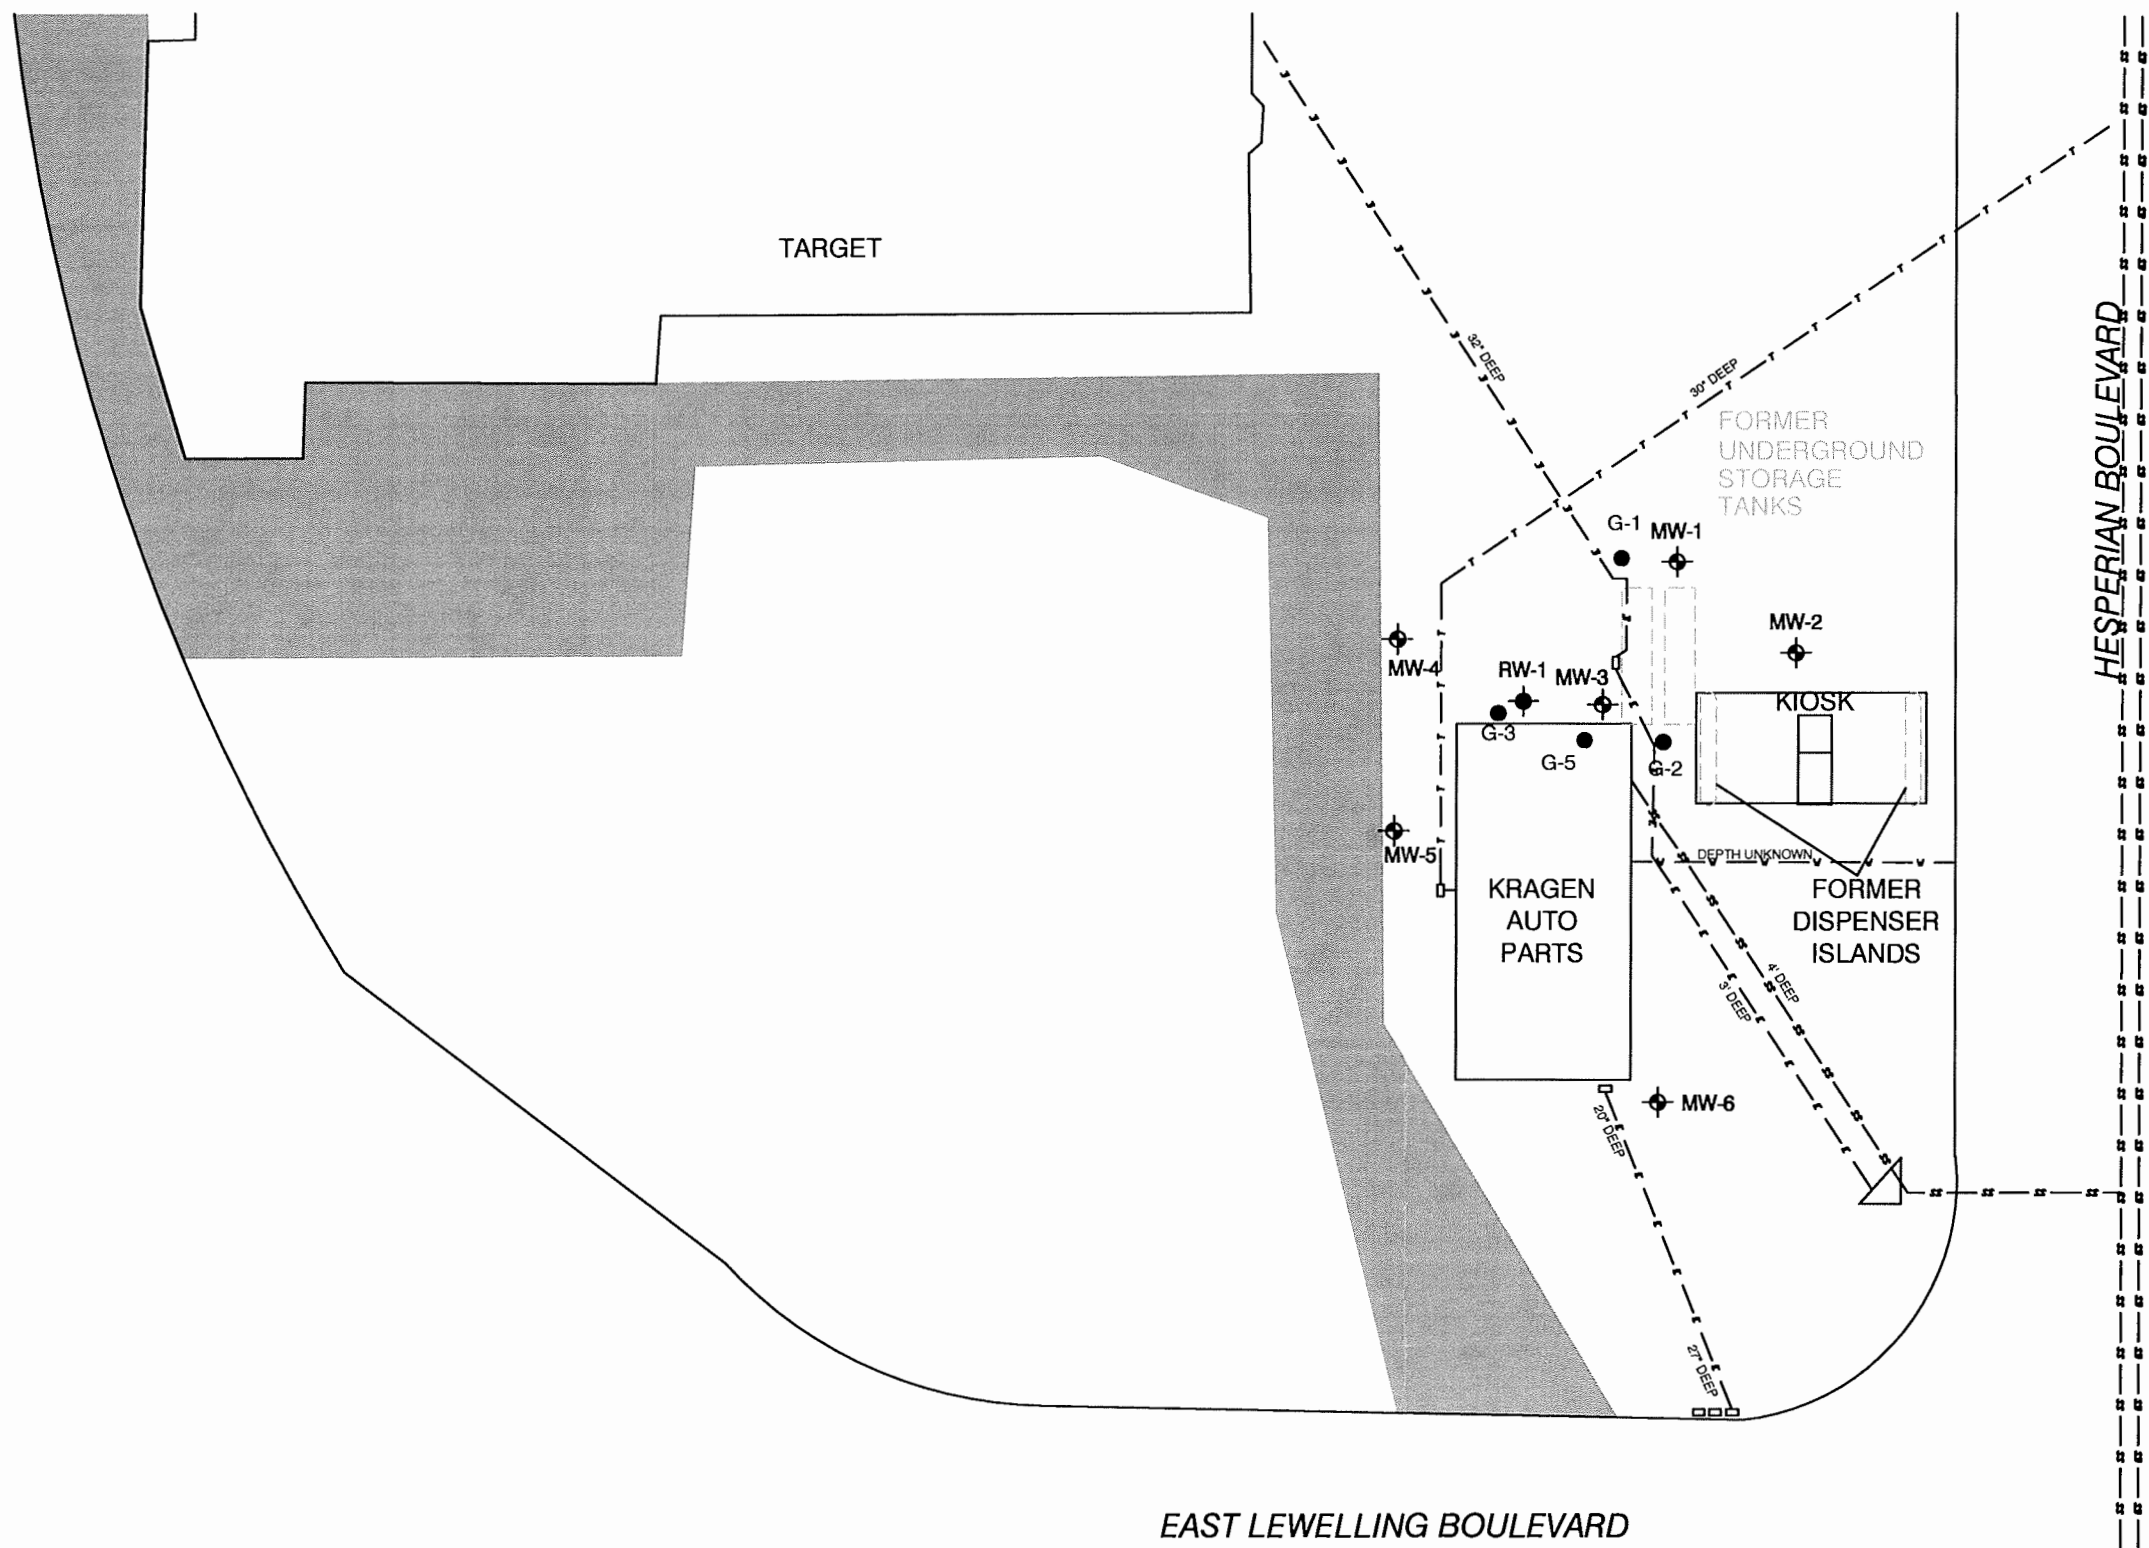 TARGET
32" DEEP
30" DEEP
HESPERIAN BOULEVARD
FORMER
UNDERGROUND
STORAGE
TANKS
G-1
MW-1
MW-2
MW-4
RW-1
MW-3
KIOSK
G-3
G-5
G-2
MW-5
DEPTH UNKNOWN
KRAGEN
AUTO
PARTS
FORMER
DISPENSER
ISLANDS
4' DEEP
3' DEEP
MW-6
20" DEEP
27" DEEP
EAST LEWELLING BOULEVARD